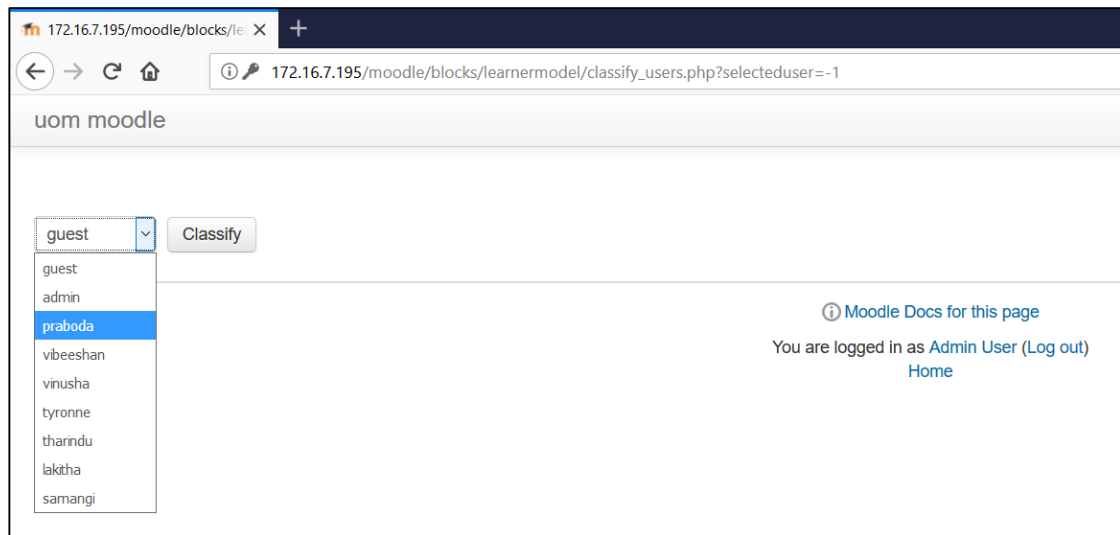 172.16.7.195/moodle/blocks/le
172.16.7.195/moodle/blocks/learnermodel/classify_users.php?selecteduser=-1
uom moodle
guest Classify
guest
admin
praboda
vibeeshan
vinusha
tyronne
tharindu
lakitha
samangi
Moodle Docs for this page
You are logged in as Admin User (Log out)
Home